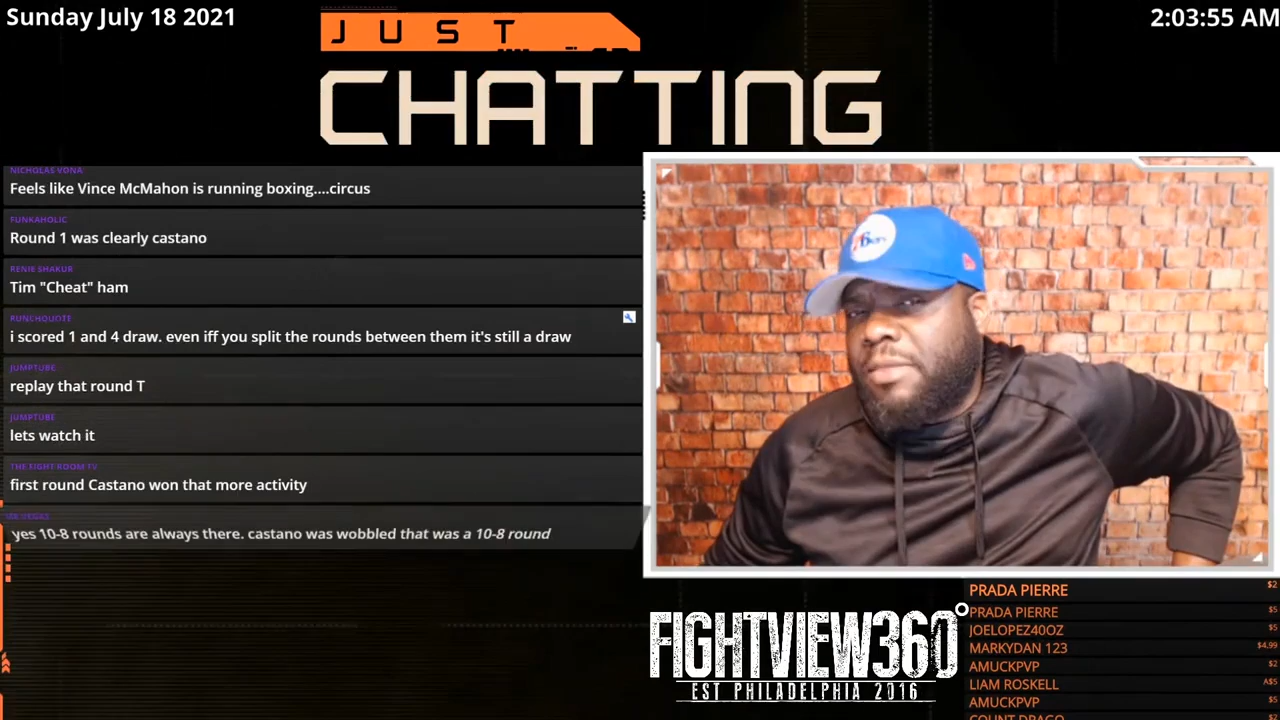 Sunday July 18 2021
2:03:55 AM
JUST
CHATTING
NICHOLAS VONA
Feels like Vince McMahon is running boxing....circus
FUNKAHOLIC
Round 1 was clearly castano
RENIE SHAKUR
Tim "Cheat" ham
RUNCHQUOTE
i scored 1 and 4 draw. even iff you split the rounds between them it's still a draw
JUMPTUBE
replay that round T
JUMPTUBE
lets watch it
THE FIGHT ROOM TV
first round Castano won that more activity
yes 10-8 rounds are always there. castano was wobbled that was a 10-8 round
PRADA PIERRE $2
PRADA PIERRE $5
JOELOPEZ40OZ $5
MARKYDAN 123 $4.99
AMUCKPVP $2
LIAM ROSKELL A$5
AMUCKPVP $5
COUNT DRAGO
FIGHTVIEW360°
EST PHILADELPHIA 2016